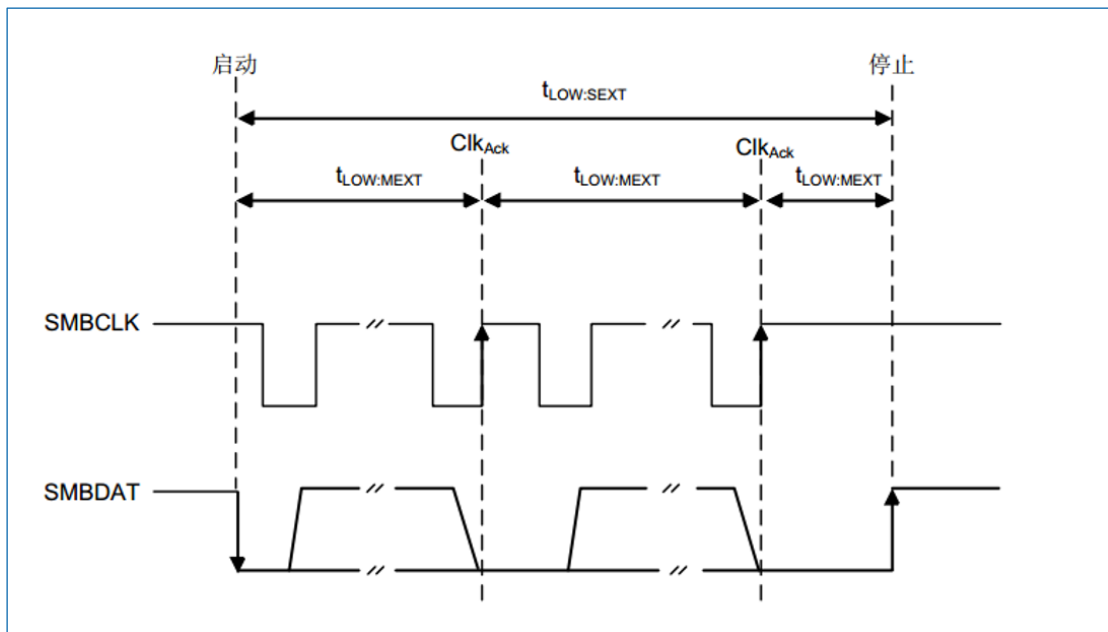 启动
停止
tLOW:SEXT
ClkAck
ClkAck
tLOW:MEXT
tLOW:MEXT
tLOW:MEXT
SMBCLK
SMBDAT